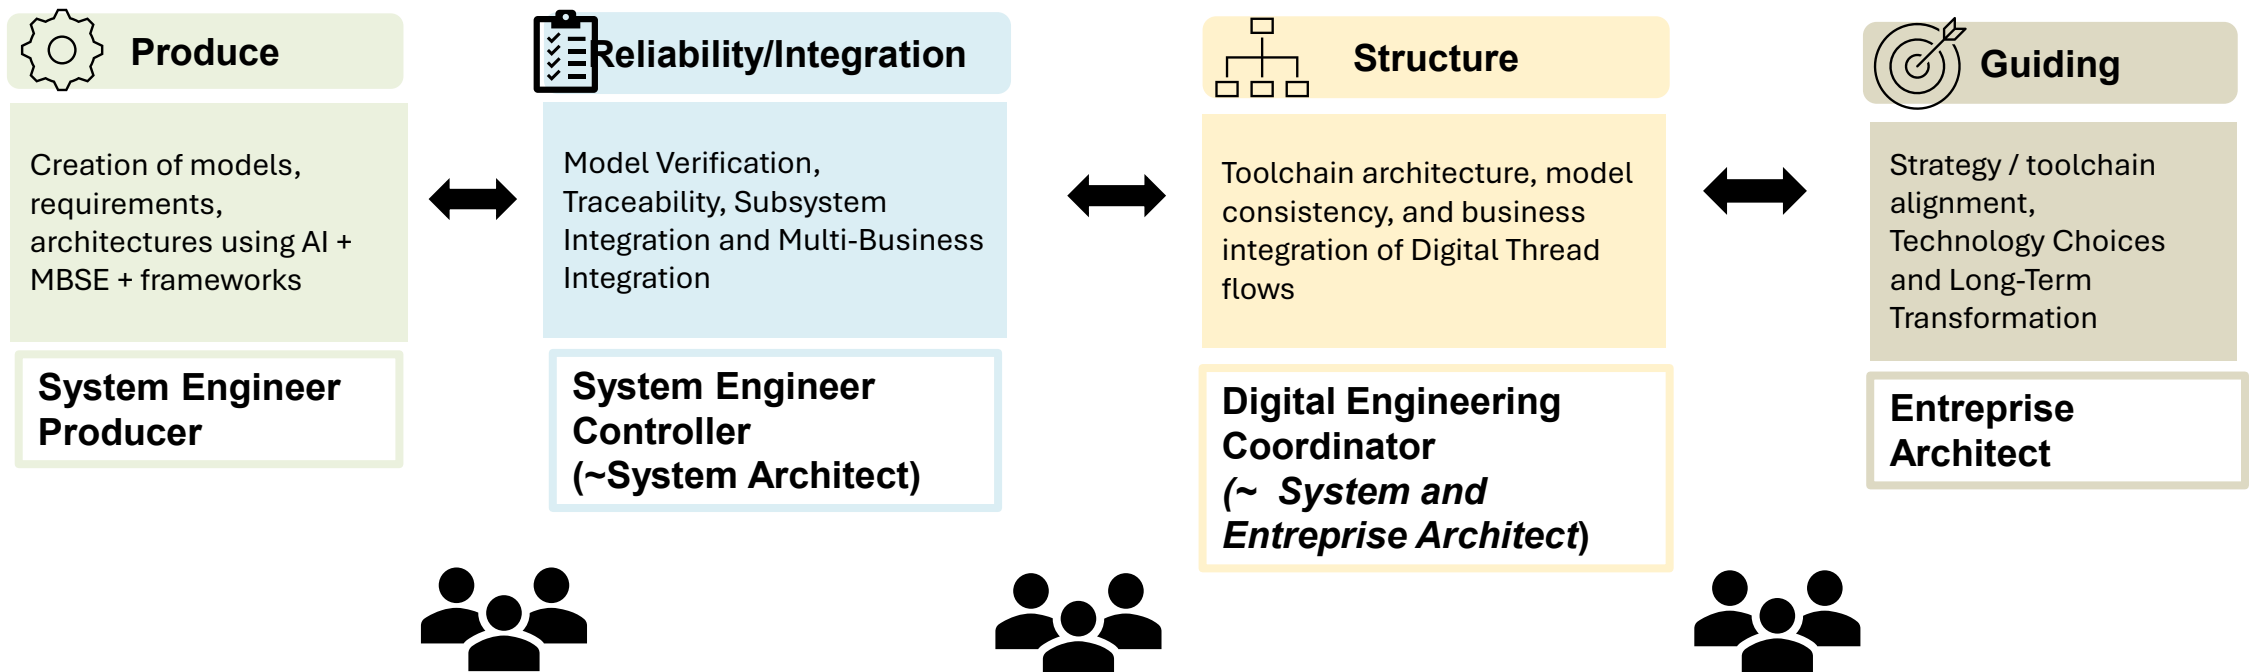 Produce
Creation of models,
requirements,
architectures using AI +
MBSE + frameworks
System Engineer
Producer
Reliability/Integration
Model Verification,
Traceability, Subsystem
Integration and Multi-Business
Integration
System Engineer
Controller
(~System Architect)
Structure
Toolchain architecture, model
consistency, and business
integration of Digital Thread
flows
Digital Engineering
Coordinator
(~ System and
Entreprise Architect)
Guiding
Strategy / toolchain
alignment,
Technology Choices
and Long-Term
Transformation
Entreprise
Architect